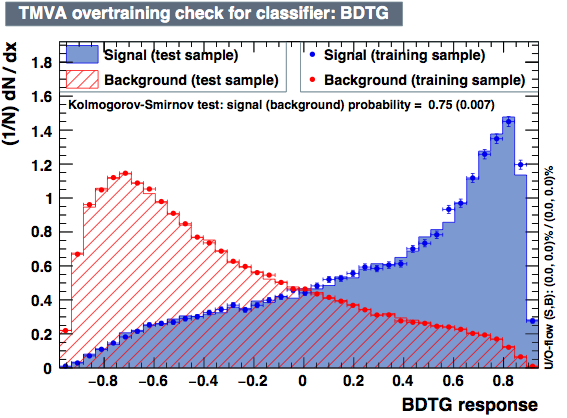 TMVA overtraining check for classifier: BDTG
Signal (test sample)
Background (test sample)
Signal (training sample)
Background (training sample)
Kolmogorov-Smirnov test: signal (background) probability = 0.75 (0.007)
(1/N) dN / dx
1.8
1.6
1.4
1.2
1
0.8
0.6
0.4
0.2
0
−0.8 −0.6 −0.4 −0.2 0 0.2 0.4 0.6 0.8
BDTG response
U/O-flow (S,B): (0.0, 0.0)% / (0.0, 0.0)%